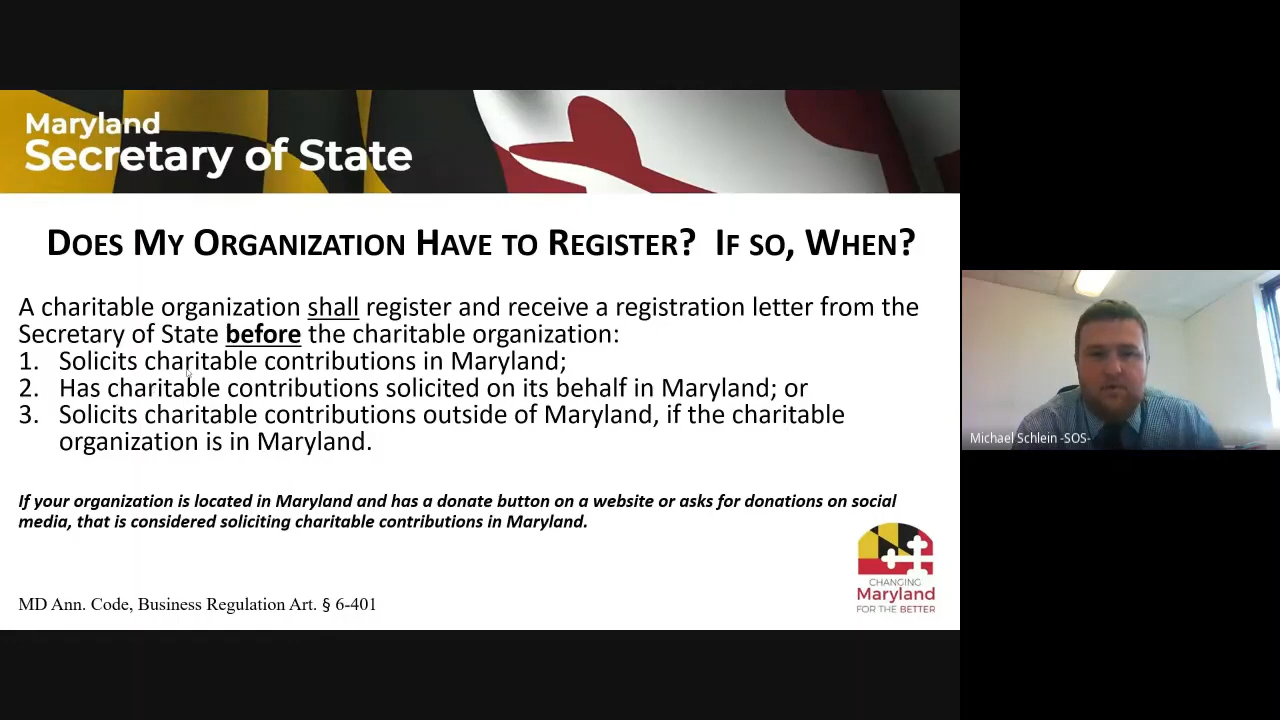 Maryland
Secretary of State
DOES MY ORGANIZATION HAVE TO REGISTER? IF SO, WHEN?
A charitable organization shall register and receive a registration letter from the
Secretary of State before the charitable organization:
1. Solicits charitable contributions in Maryland;
2. Has charitable contributions solicited on its behalf in Maryland; or
3. Solicits charitable contributions outside of Maryland, if the charitable
organization is in Maryland.
If your organization is located in Maryland and has a donate button on a website or asks for donations on social
media, that is considered soliciting charitable contributions in Maryland.
MD Ann. Code, Business Regulation Art. § 6-401
CHANGING
Maryland
FOR THE BETTER
Michael Schlein -SOS-